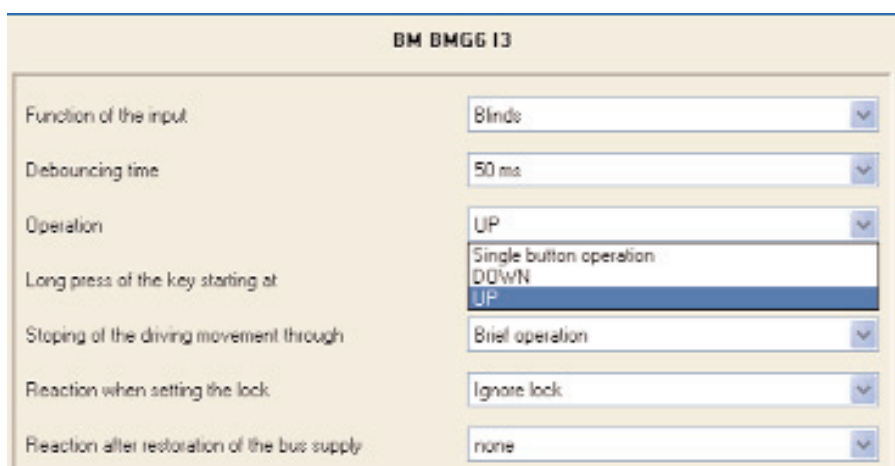 BM BMG6 I3
Function of the input Blinds
Debouncing time 50 ms
Operation UP
Single button operation
DOWN
Long press of the key starting at
UP
Stoping of the driving movement through Brief operation
Reaction when setting the lock Ignore lock
Reaction after restoration of the bus supply none